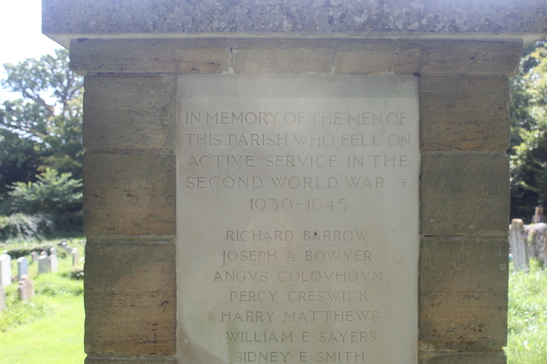 IN MEMORY OF THE MEN OF
THIS PARISH WHO FELL ON
ACTIVE SERVICE IN THE
SECOND WORLD WAR +
1939-1945
RICHARD BARROW
JOSEPH A·BOWYER
ANGVS COLQVHOVN
PERCY CRESWICK
HARRY MATTHEWS
WILLIAM E·SAYERS
SIDNEY E·SMITH